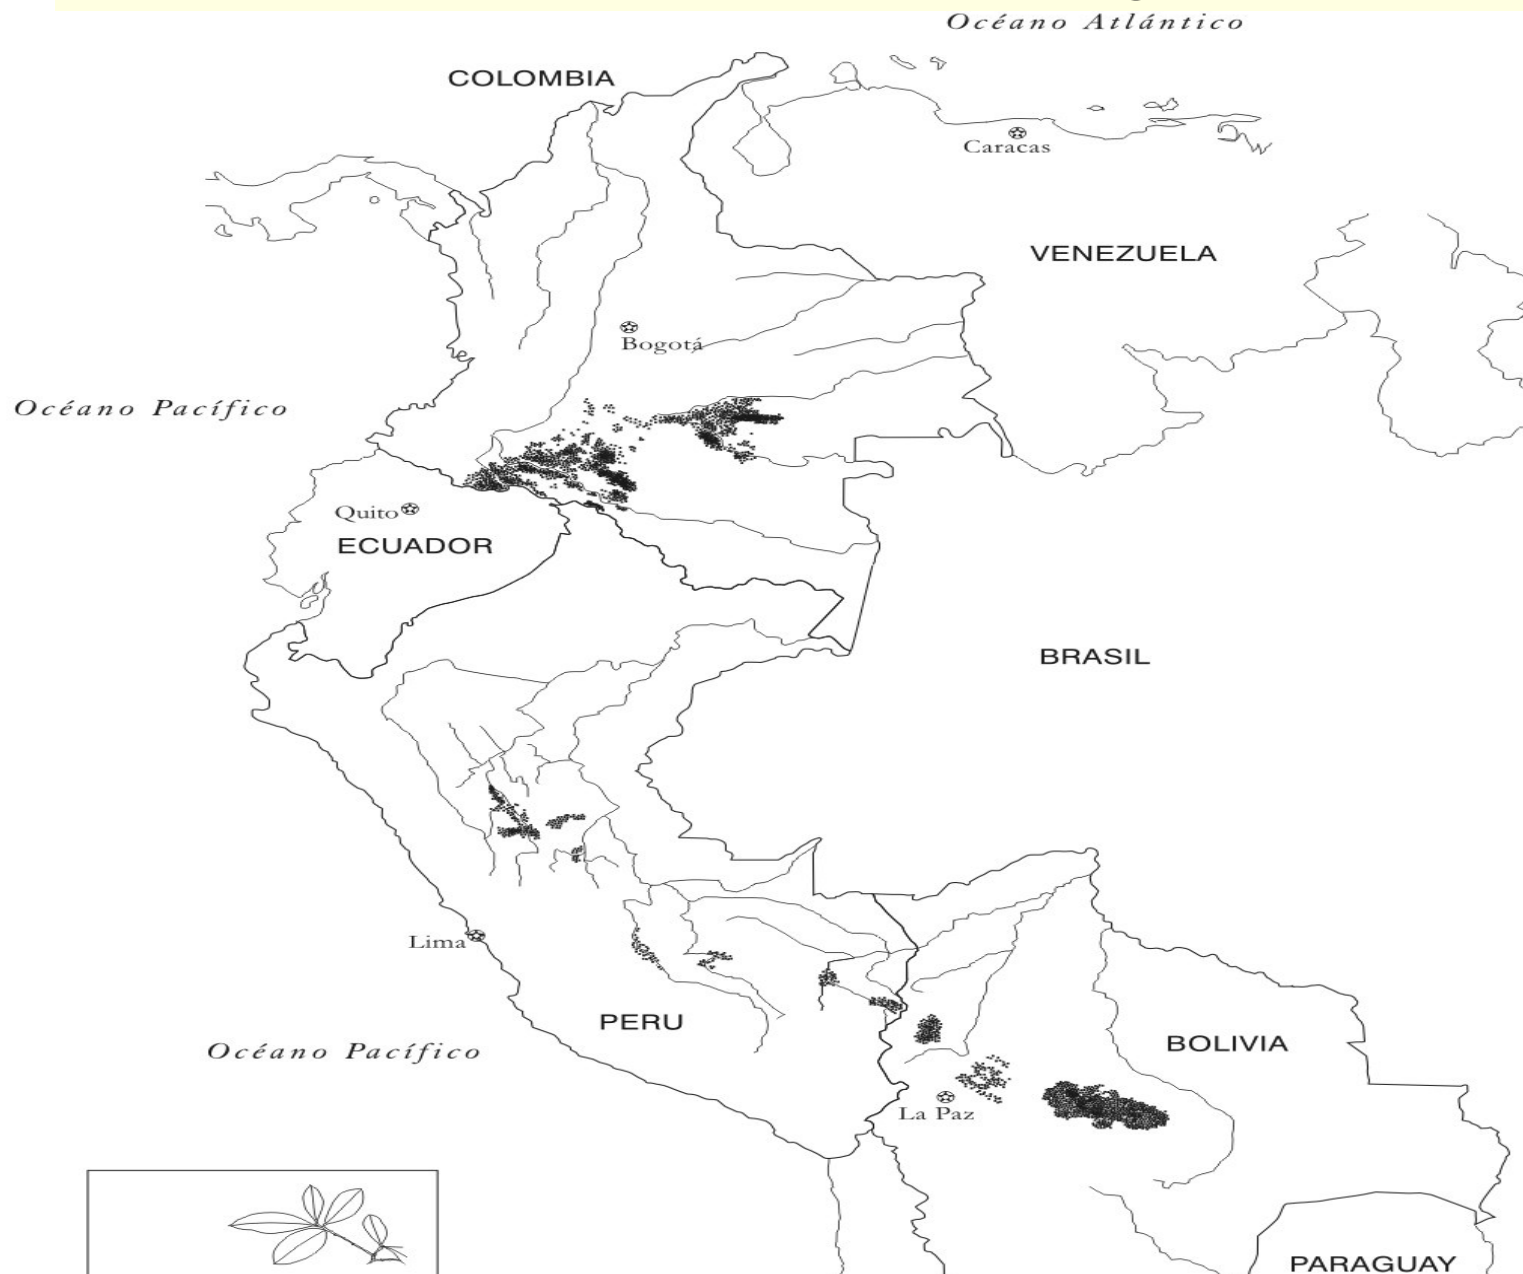 Océano Atlántico
COLOMBIA
Caracas
VENEZUELA
Bogotá
Océano Pacífico
Quito
ECUADOR
BRASIL
Lima
PERU
BOLIVIA
Océano Pacífico
La Paz
PARAGUAY